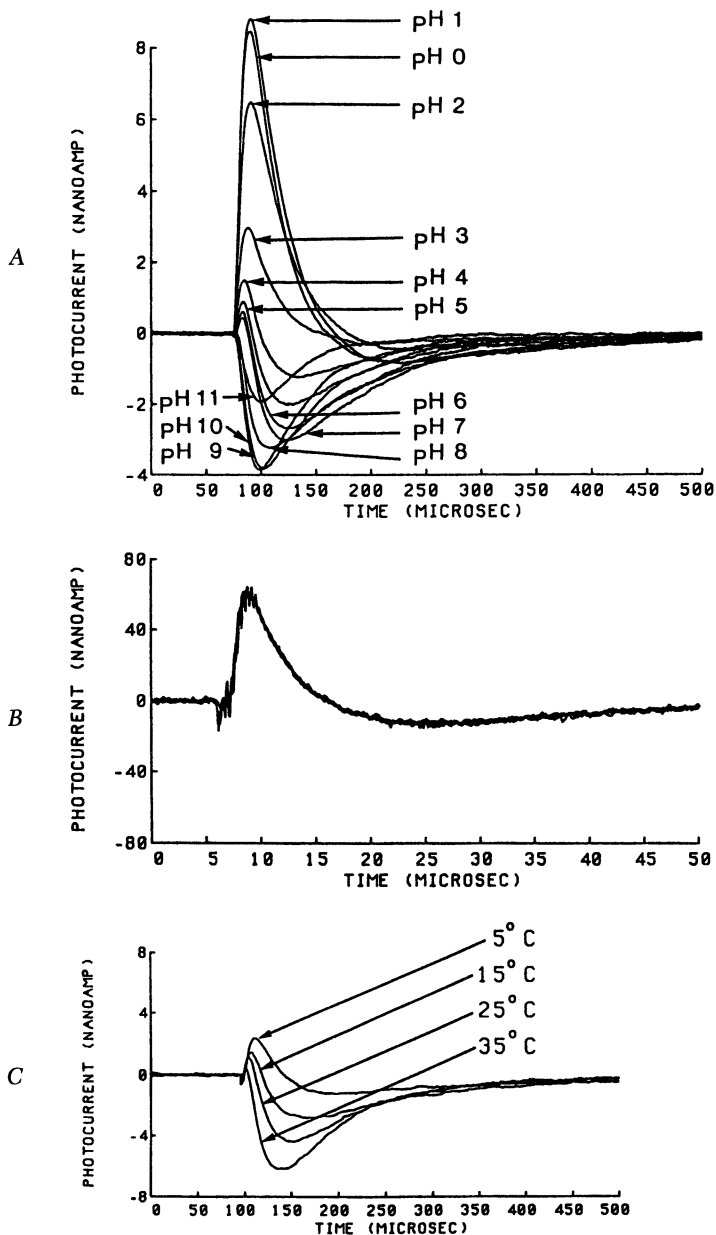 A
PHOTOCURRENT (NANOAMP)
8
6
4
2
0
-2
-4
pH 1
pH 0
pH 2
pH 3
pH 4
pH 5
pH 11
pH 10
pH 9
pH 6
pH 7
pH 8
0 50 100 150 200 250 300 350 400 450 500
TIME (MICROSEC)
B
PHOTOCURRENT (NANOAMP)
80
40
0
-40
-80
0 5 10 15 20 25 30 35 40 45 50
TIME (MICROSEC)
C
PHOTOCURRENT (NANOAMP)
8
4
0
-4
-8
5° C
15° C
25° C
35° C
0 50 100 150 200 250 300 350 400 450 500
TIME (MICROSEC)